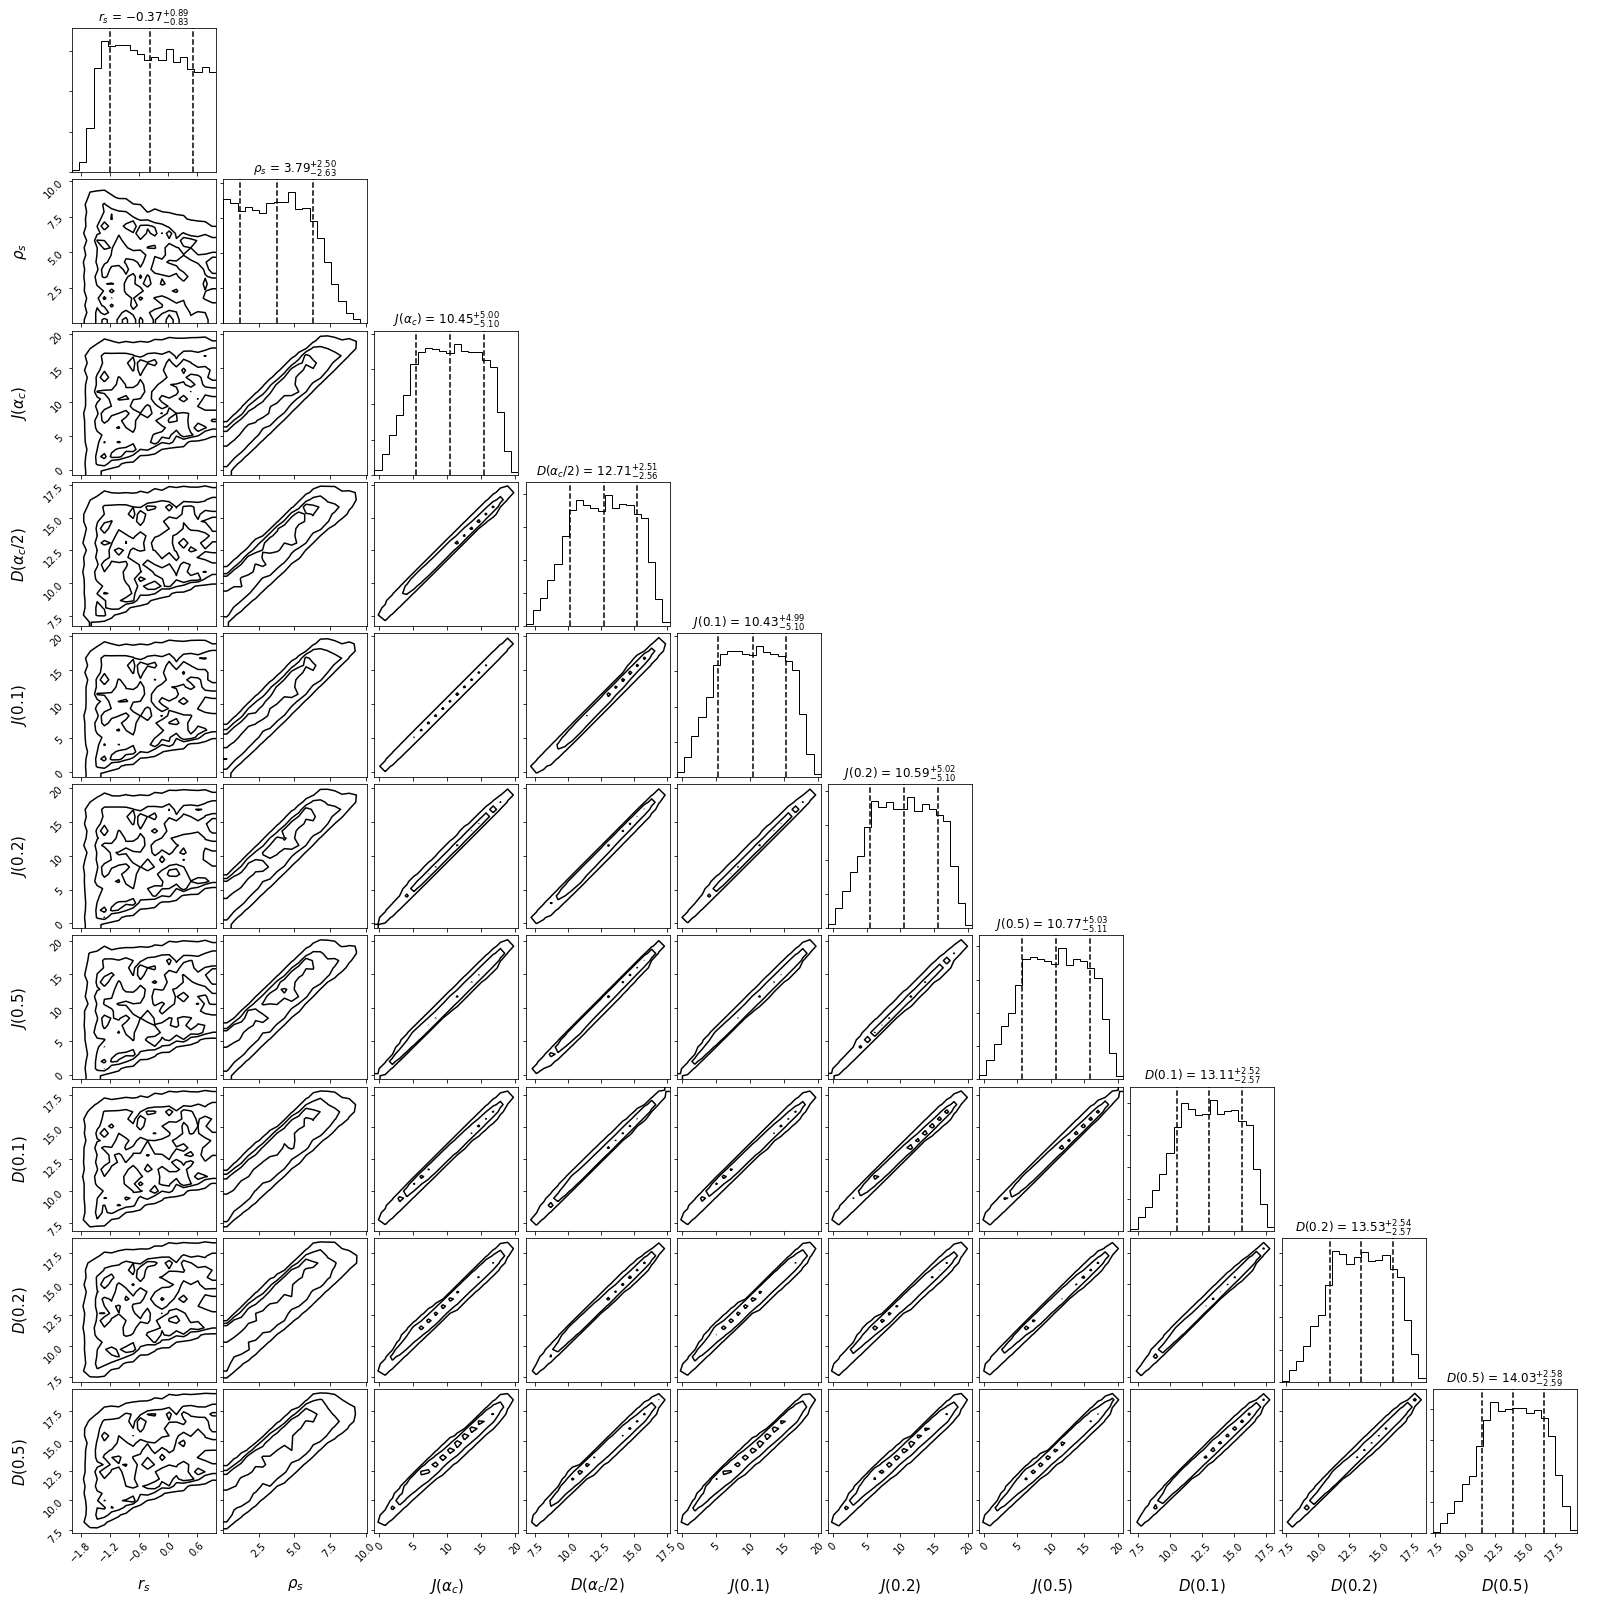 r_s = −0.37^{+0.89}_{−0.83}
ρ_s = 3.79^{+2.50}_{−2.63}
10.0
7.5
5.0
2.5
ρ_s
J(α_c) = 10.45^{+5.00}_{−5.10}
20
15
10
5
0
J(α_c)
D(α_c/2) = 12.71^{+2.51}_{−2.56}
17.5
15.0
12.5
10.0
7.5
D(α_c/2)
J(0.1) = 10.43^{+4.99}_{−5.10}
20
15
10
5
0
J(0.1)
J(0.2) = 10.59^{+5.02}_{−5.10}
20
15
10
5
0
J(0.2)
J(0.5) = 10.77^{+5.03}_{−5.11}
20
15
10
5
0
J(0.5)
D(0.1) = 13.11^{+2.52}_{−2.57}
17.5
15.0
12.5
10.0
7.5
D(0.1)
D(0.2) = 13.53^{+2.54}_{−2.57}
17.5
15.0
12.5
10.0
7.5
D(0.2)
D(0.5) = 14.03^{+2.58}_{−2.59}
17.5
15.0
12.5
10.0
7.5
D(0.5)
−1.8 −1.2 −0.6 0.0 0.6 2.5 5.0 7.5 10.0 0 5 10 15 20 7.5 10.0 12.5 15.0 17.5 0 5 10 15 20 0 5 10 15 20 0 5 10 15 20 7.5 10.0 12.5 15.0 17.5 7.5 10.0 12.5 15.0 17.5 7.5 10.0 12.5 15.0 17.5
r_s ρ_s J(α_c) D(α_c/2) J(0.1) J(0.2) J(0.5) D(0.1) D(0.2) D(0.5)